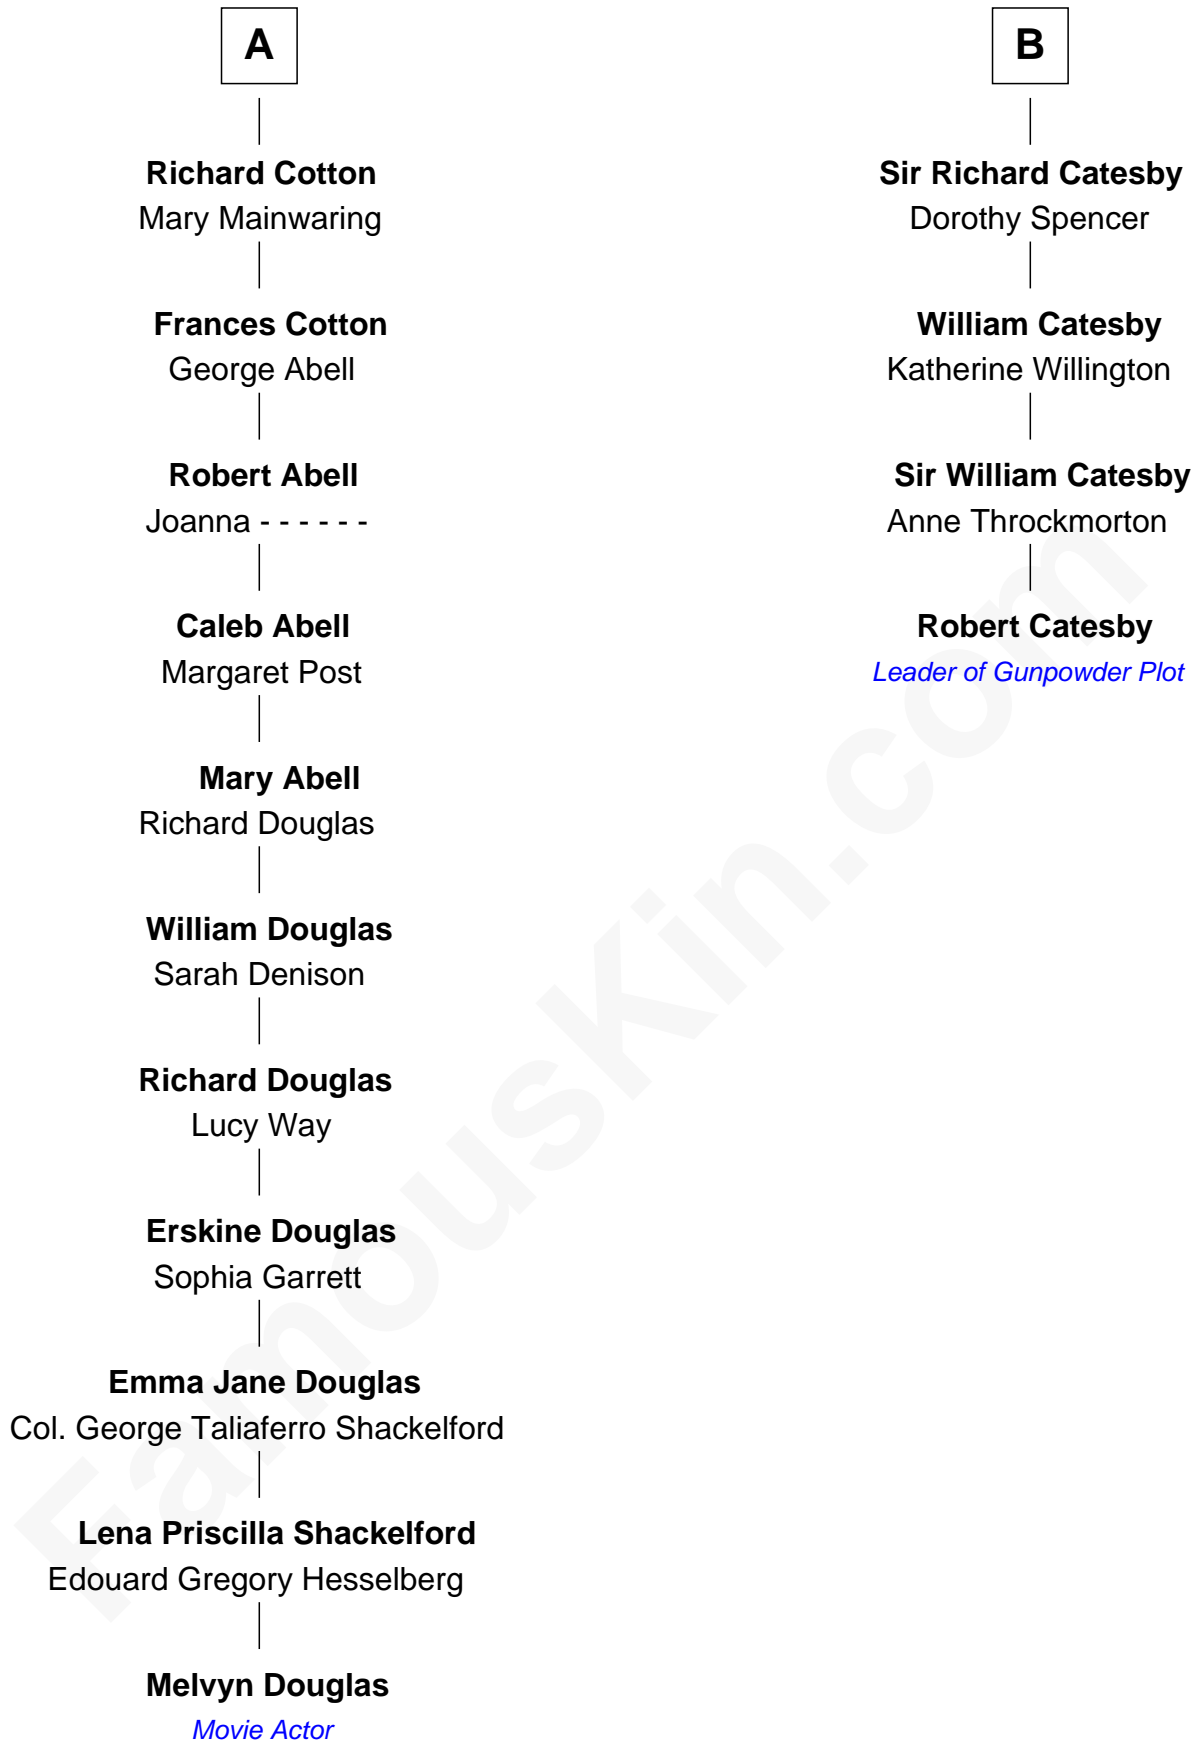 A
Richard Cotton
Mary Mainwaring
Frances Cotton
George Abell
Robert Abell
Joanna - - - - - -
Caleb Abell
Margaret Post
Mary Abell
Richard Douglas
William Douglas
Sarah Denison
Richard Douglas
Lucy Way
Erskine Douglas
Sophia Garrett
Emma Jane Douglas
Col. George Taliaferro Shackelford
Lena Priscilla Shackelford
Edouard Gregory Hesselberg
Melvyn Douglas
Movie Actor
B
Sir Richard Catesby
Dorothy Spencer
William Catesby
Katherine Willington
Sir William Catesby
Anne Throckmorton
Robert Catesby
Leader of Gunpowder Plot
FamousKin.com